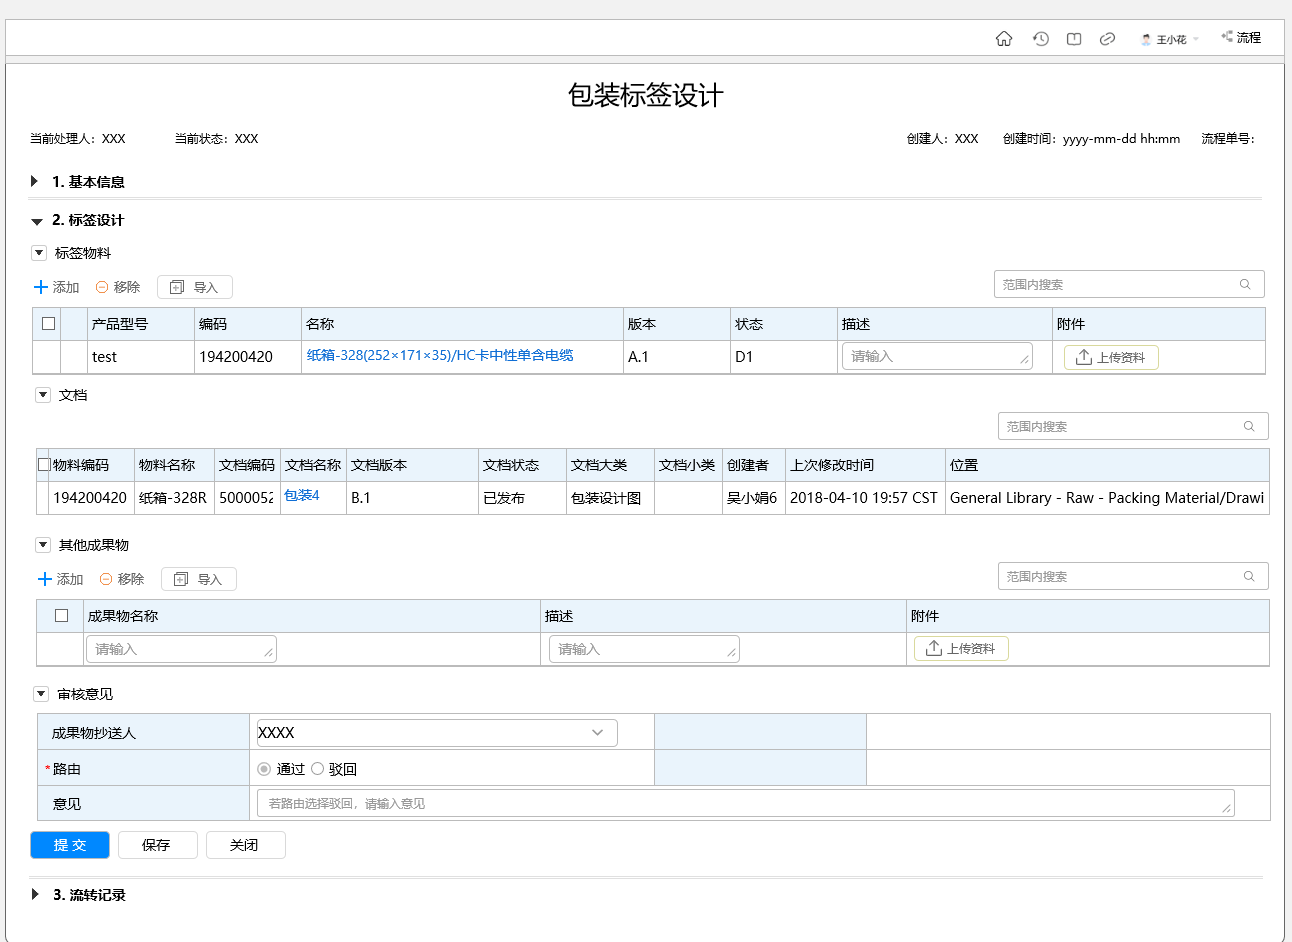 王小花 流程
包装标签设计
当前处理人：XXX 当前状态：XXX 创建人：XXX 创建时间：yyyy-mm-dd hh:mm 流程单号：
1. 基本信息
2. 标签设计
标签物料
添加 移除 导入 范围内搜索
产品型号 编码 名称 版本 状态 描述 附件
test 194200420 纸箱-328(252×171×35)/HC卡中性单含电缆 A.1 D1 请输入 上传资料
文档
范围内搜索
物料编码 物料名称 文档编码 文档名称 文档版本 文档状态 文档大类 文档小类 创建者 上次修改时间 位置
194200420 纸箱-328R 5000052 包装4 B.1 已发布 包装设计图 吴小娟6 2018-04-10 19:57 CST General Library - Raw - Packing Material/Drawi
其他成果物
添加 移除 导入 范围内搜索
成果物名称 描述 附件
请输入 请输入 上传资料
审核意见
成果物抄送人 XXXX
*路由 通过 驳回
意见 若路由选择驳回，请输入意见
提 交 保存 关闭
3. 流转记录